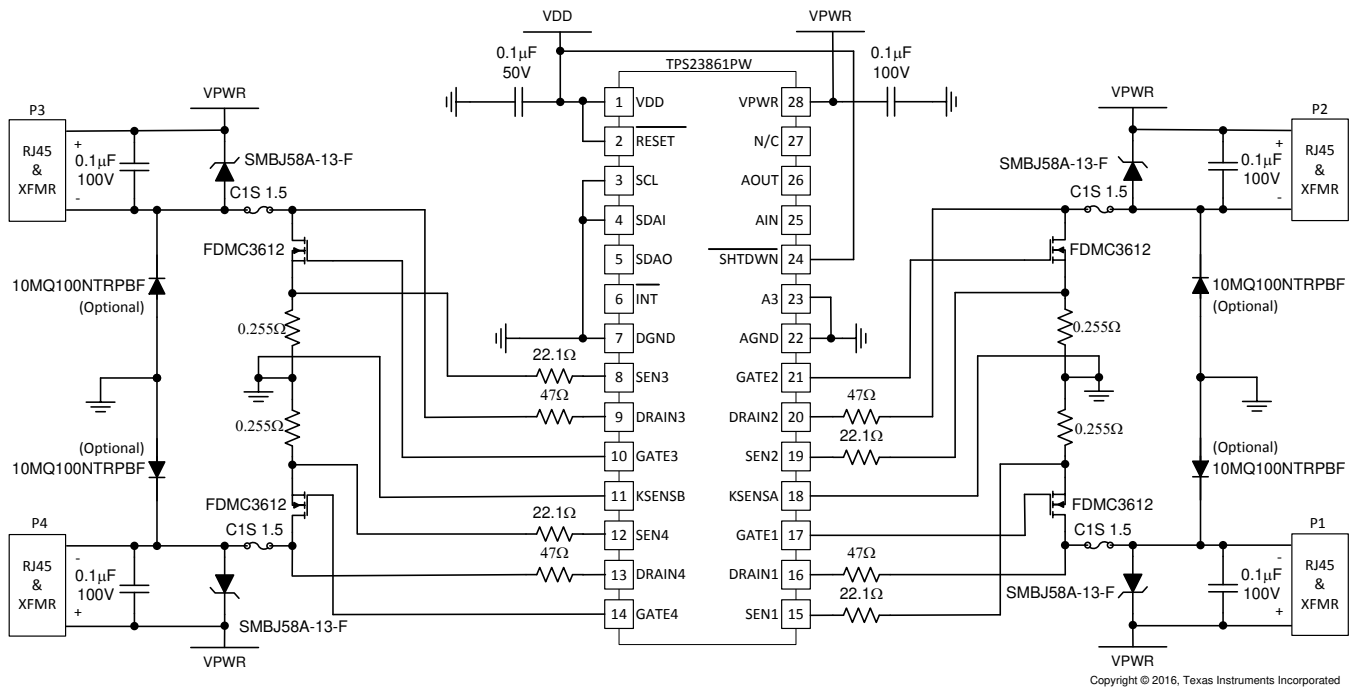 VDD
VPWR
0.1µF
50V
0.1µF
100V
TPS23861PW
P3
VPWR
RJ45
&
XFMR
+
0.1µF
100V
-
SMBJ58A-13-F
C1S 1.5
FDMC3612
10MQ100NTRPBF
(Optional)
0.255Ω
0.255Ω
(Optional)
10MQ100NTRPBF
FDMC3612
P4
C1S 1.5
RJ45
&
XFMR
-
0.1µF
100V
+
SMBJ58A-13-F
VPWR
22.1Ω
47Ω
22.1Ω
47Ω
1 VDD
2 RESET
3 SCL
4 SDAI
5 SDAO
6 INT
7 DGND
8 SEN3
9 DRAIN3
10 GATE3
11 KSENSB
12 SEN4
13 DRAIN4
14 GATE4
VPWR 28
N/C 27
AOUT 26
AIN 25
SHTDWN 24
A3 23
AGND 22
GATE2 21
DRAIN2 20
SEN2 19
KSENSA 18
GATE1 17
DRAIN1 16
SEN1 15
47Ω
22.1Ω
47Ω
22.1Ω
VPWR
P2
SMBJ58A-13-F
+
0.1µF
100V
-
RJ45
&
XFMR
C1S 1.5
FDMC3612
10MQ100NTRPBF
(Optional)
0.255Ω
0.255Ω
(Optional)
10MQ100NTRPBF
FDMC3612
C1S 1.5
P1
SMBJ58A-13-F
-
0.1µF
100V
+
RJ45
&
XFMR
VPWR
Copyright © 2016, Texas Instruments Incorporated